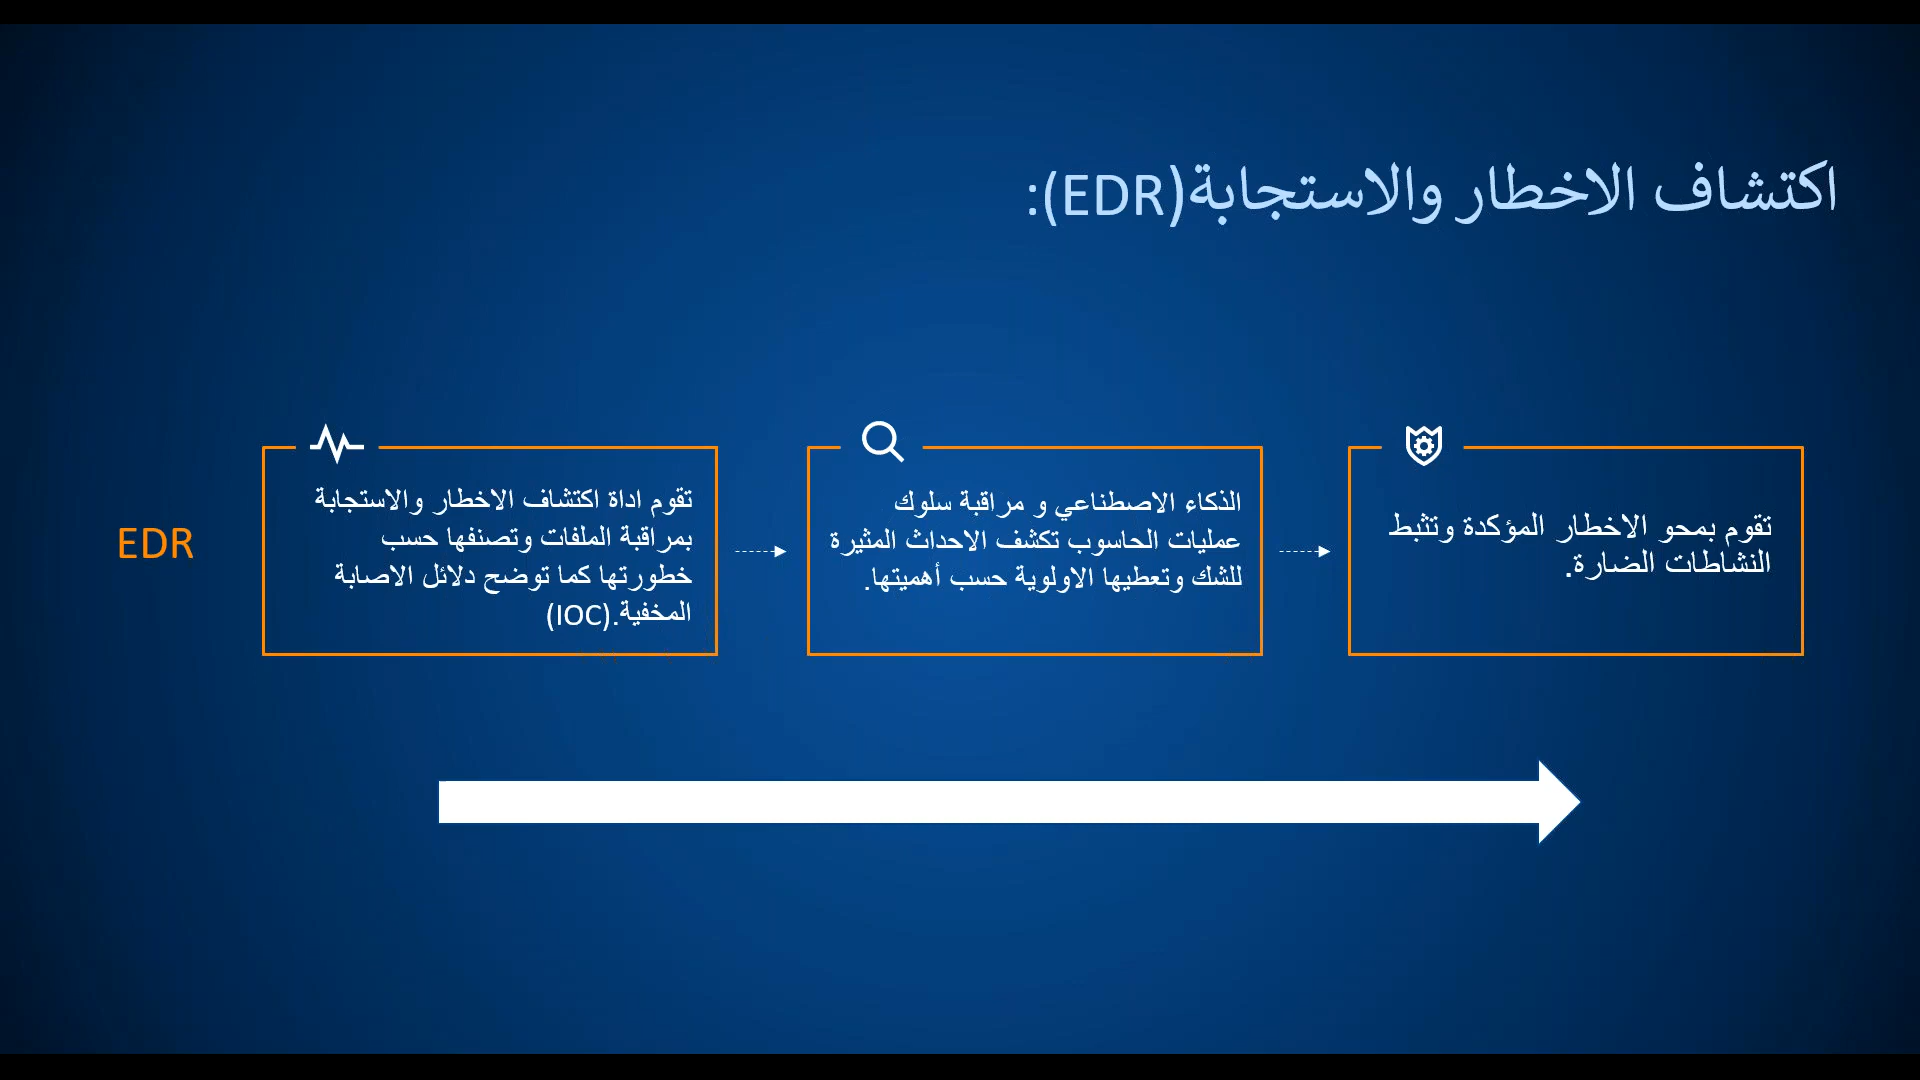 اكتشاف الاخطار والاستجابة(EDR):
EDR
تقوم اداة اكتشاف الاخطار والاستجابة
بمراقبة الملفات وتصنفها حسب
خطورتها كما توضح دلائل الاصابة
المخفية.(IOC)
الذكاء الاصطناعي و مراقبة سلوك
عمليات الحاسوب تكشف الاحداث المثيرة
للشك وتعطيها الاولوية حسب أهميتها.
تقوم بمحو الاخطار المؤكدة وتثبط
النشاطات الضارة.